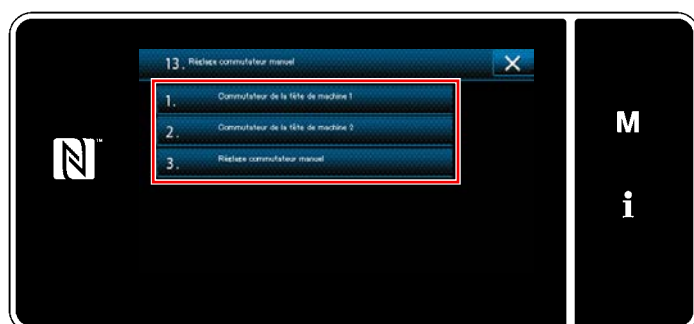 13. Réglage commutateur manuel
1. Commutateur de la tête de machine 1
2. Commutateur de la tête de machine 2
3. Réglage commutateur manuel
M
i
N™